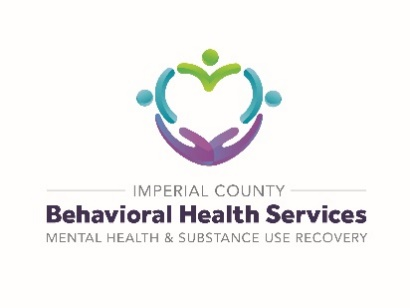 IMPERIAL COUNTY
Behavioral Health Services
MENTAL HEALTH & SUBSTANCE USE RECOVERY